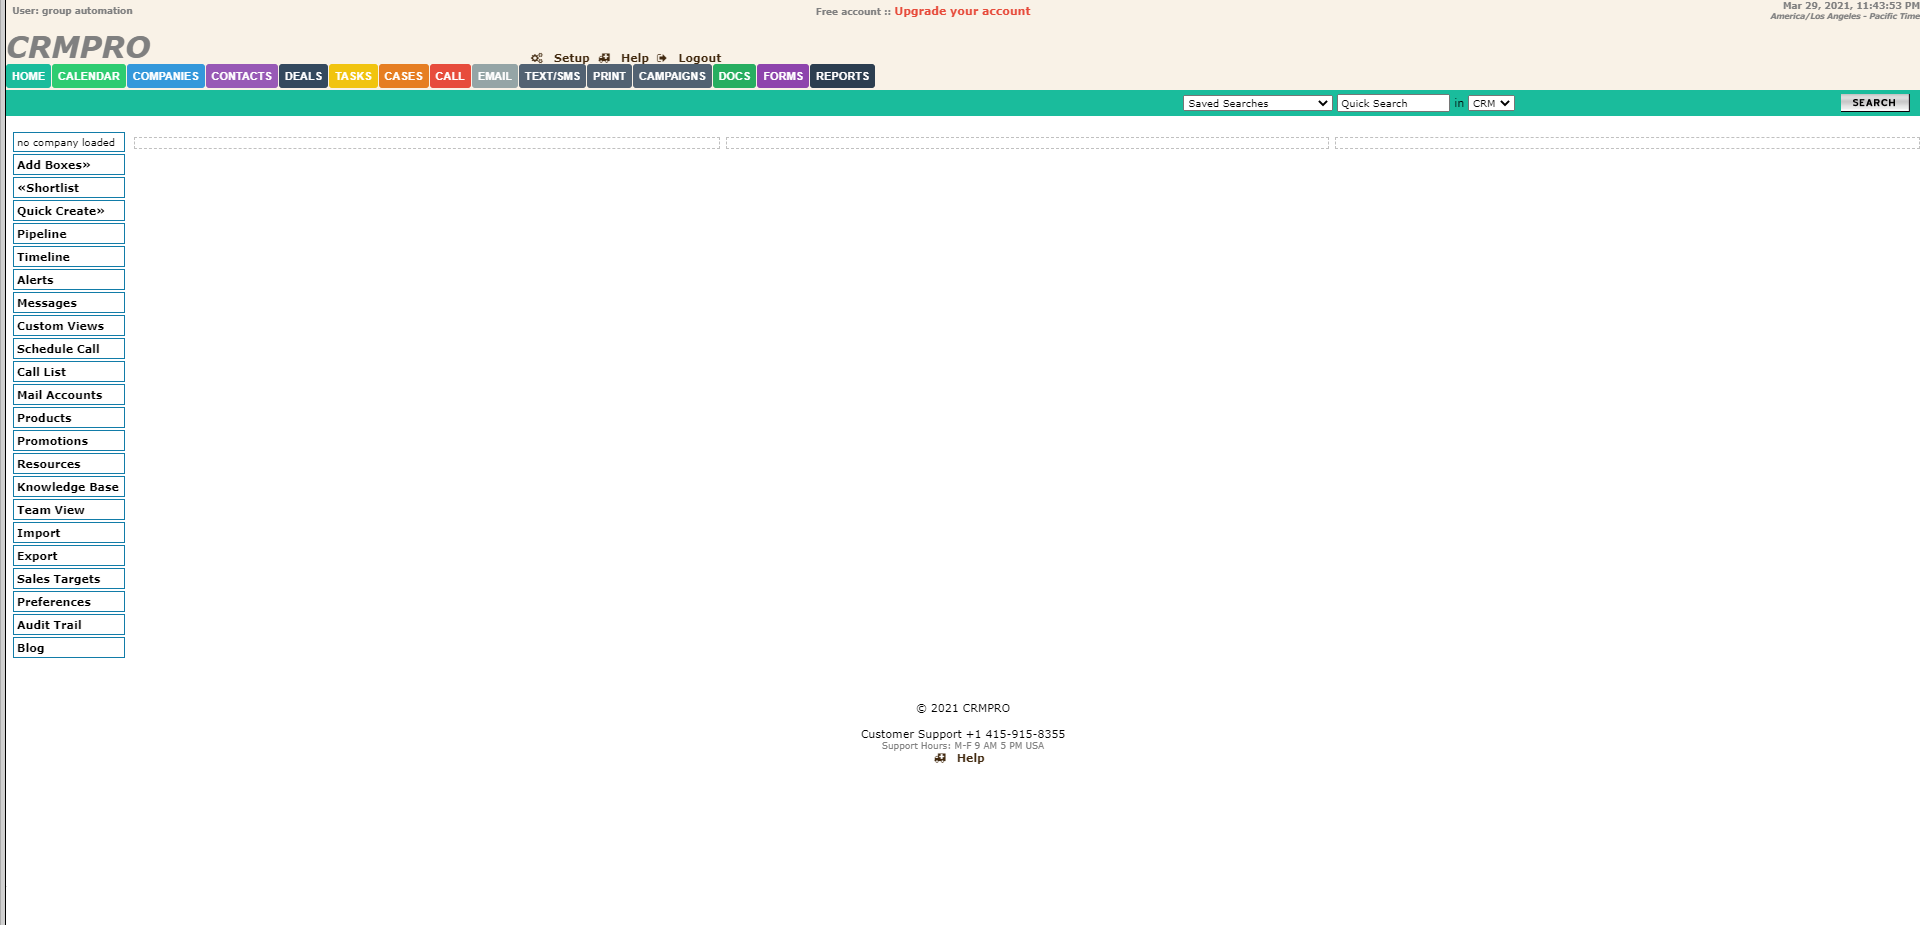 User: group automation
Free account :: Upgrade your account
Mar 29, 2021, 11:43:53 PM
America/Los Angeles - Pacific Time
CRMPRO
Setup Help Logout
HOME CALENDAR COMPANIES CONTACTS DEALS TASKS CASES CALL EMAIL TEXT/SMS PRINT CAMPAIGNS DOCS FORMS REPORTS
Saved Searches Quick Search in CRM SEARCH
no company loaded
Add Boxes»
«Shortlist
Quick Create»
Pipeline
Timeline
Alerts
Messages
Custom Views
Schedule Call
Call List
Mail Accounts
Products
Promotions
Resources
Knowledge Base
Team View
Import
Export
Sales Targets
Preferences
Audit Trail
Blog
© 2021 CRMPRO
Customer Support +1 415-915-8355
Support Hours: M-F 9 AM 5 PM USA
Help